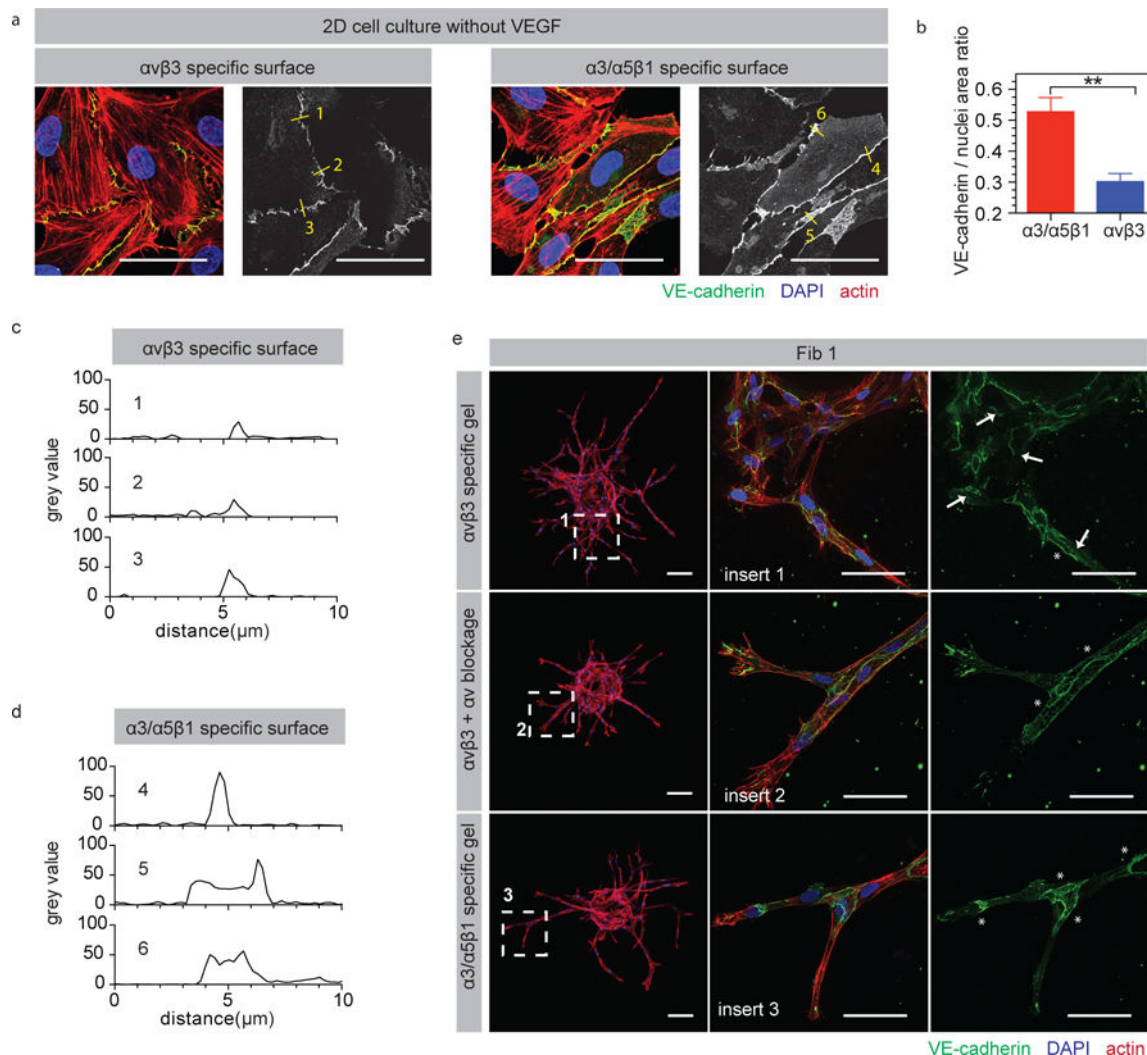 a
2D cell culture without VEGF
αvβ3 specific surface
α3/α5β1 specific surface
1
2
3
6
4
5
VE-cadherin DAPI actin
b
VE-cadherin / nuclei area ratio
0.6
0.5
0.4
0.3
0.2
**
α3/α5β1 αvβ3
c
αvβ3 specific surface
grey value
100
50
0
1
100
50
0
2
100
50
0
3
0 5 10
distance(μm)
d
α3/α5β1 specific surface
grey value
100
50
0
4
100
50
0
5
100
50
0
6
0 5 10
distance(μm)
e
Fib 1
αvβ3 specific gel
1
insert 1
*
αvβ3 + αv blockage
2
insert 2
*
*
α3/α5β1 specific gel
3
insert 3
*
*
*
*
VE-cadherin DAPI actin